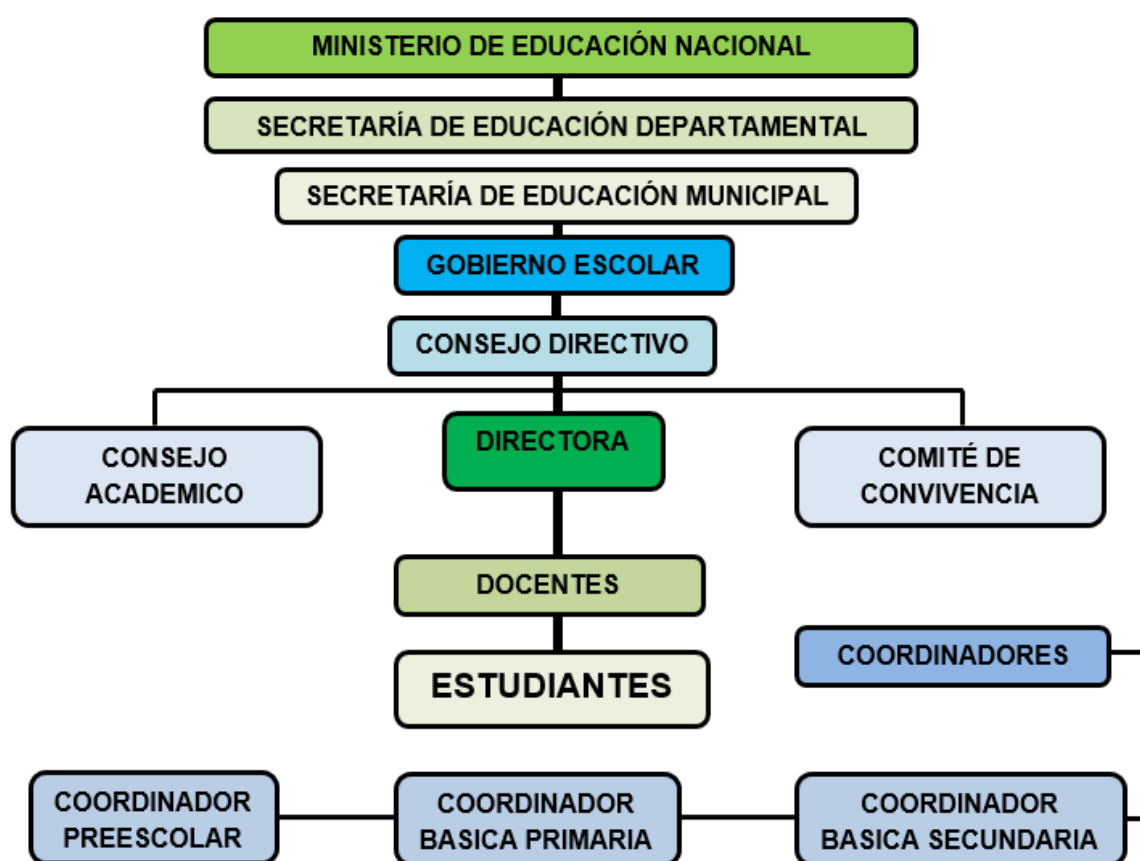 MINISTERIO DE EDUCACIÓN NACIONAL
SECRETARÍA DE EDUCACIÓN DEPARTAMENTAL
SECRETARÍA DE EDUCACIÓN MUNICIPAL
GOBIERNO ESCOLAR
CONSEJO DIRECTIVO
CONSEJO
ACADEMICO
DIRECTORA
COMITÉ DE
CONVIVENCIA
DOCENTES
COORDINADORES
ESTUDIANTES
COORDINADOR
PREESCOLAR
COORDINADOR
BASICA PRIMARIA
COORDINADOR
BASICA SECUNDARIA